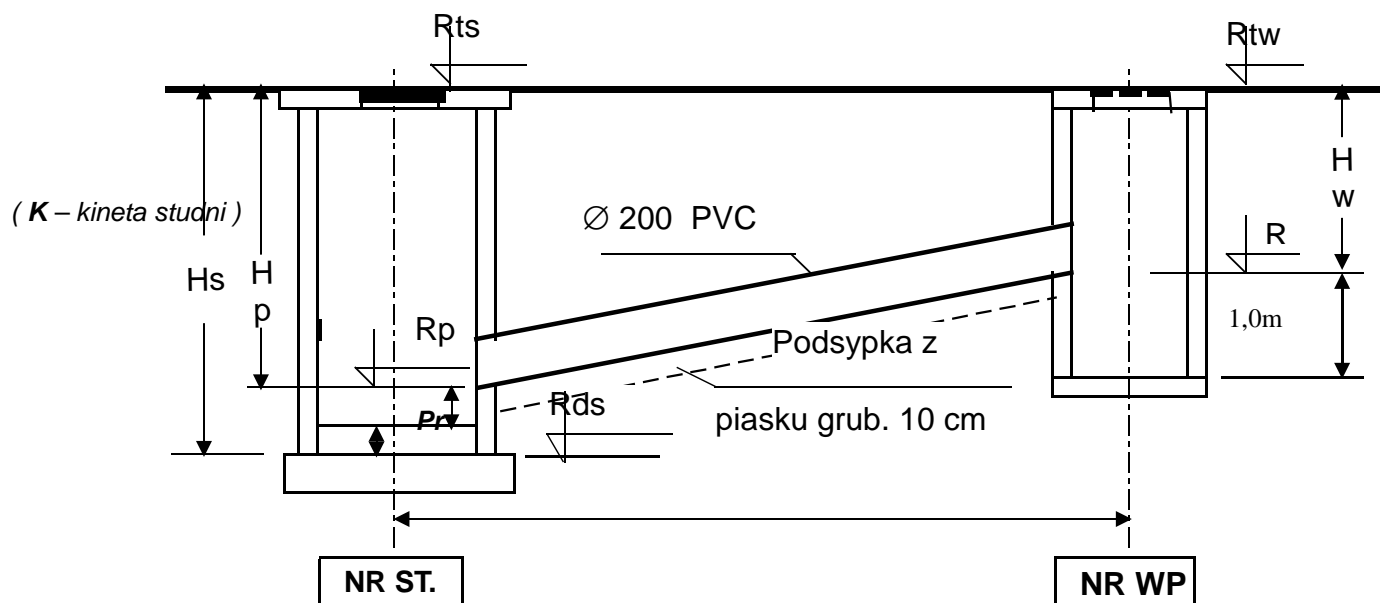 Rts
Rtw
( K – kineta studni )
∅ 200 PVC
H
w
R
Hs
H
p
1,0m
Rp
Podsypka z
Rds
Pr
piasku grub. 10 cm
NR ST.
NR WP